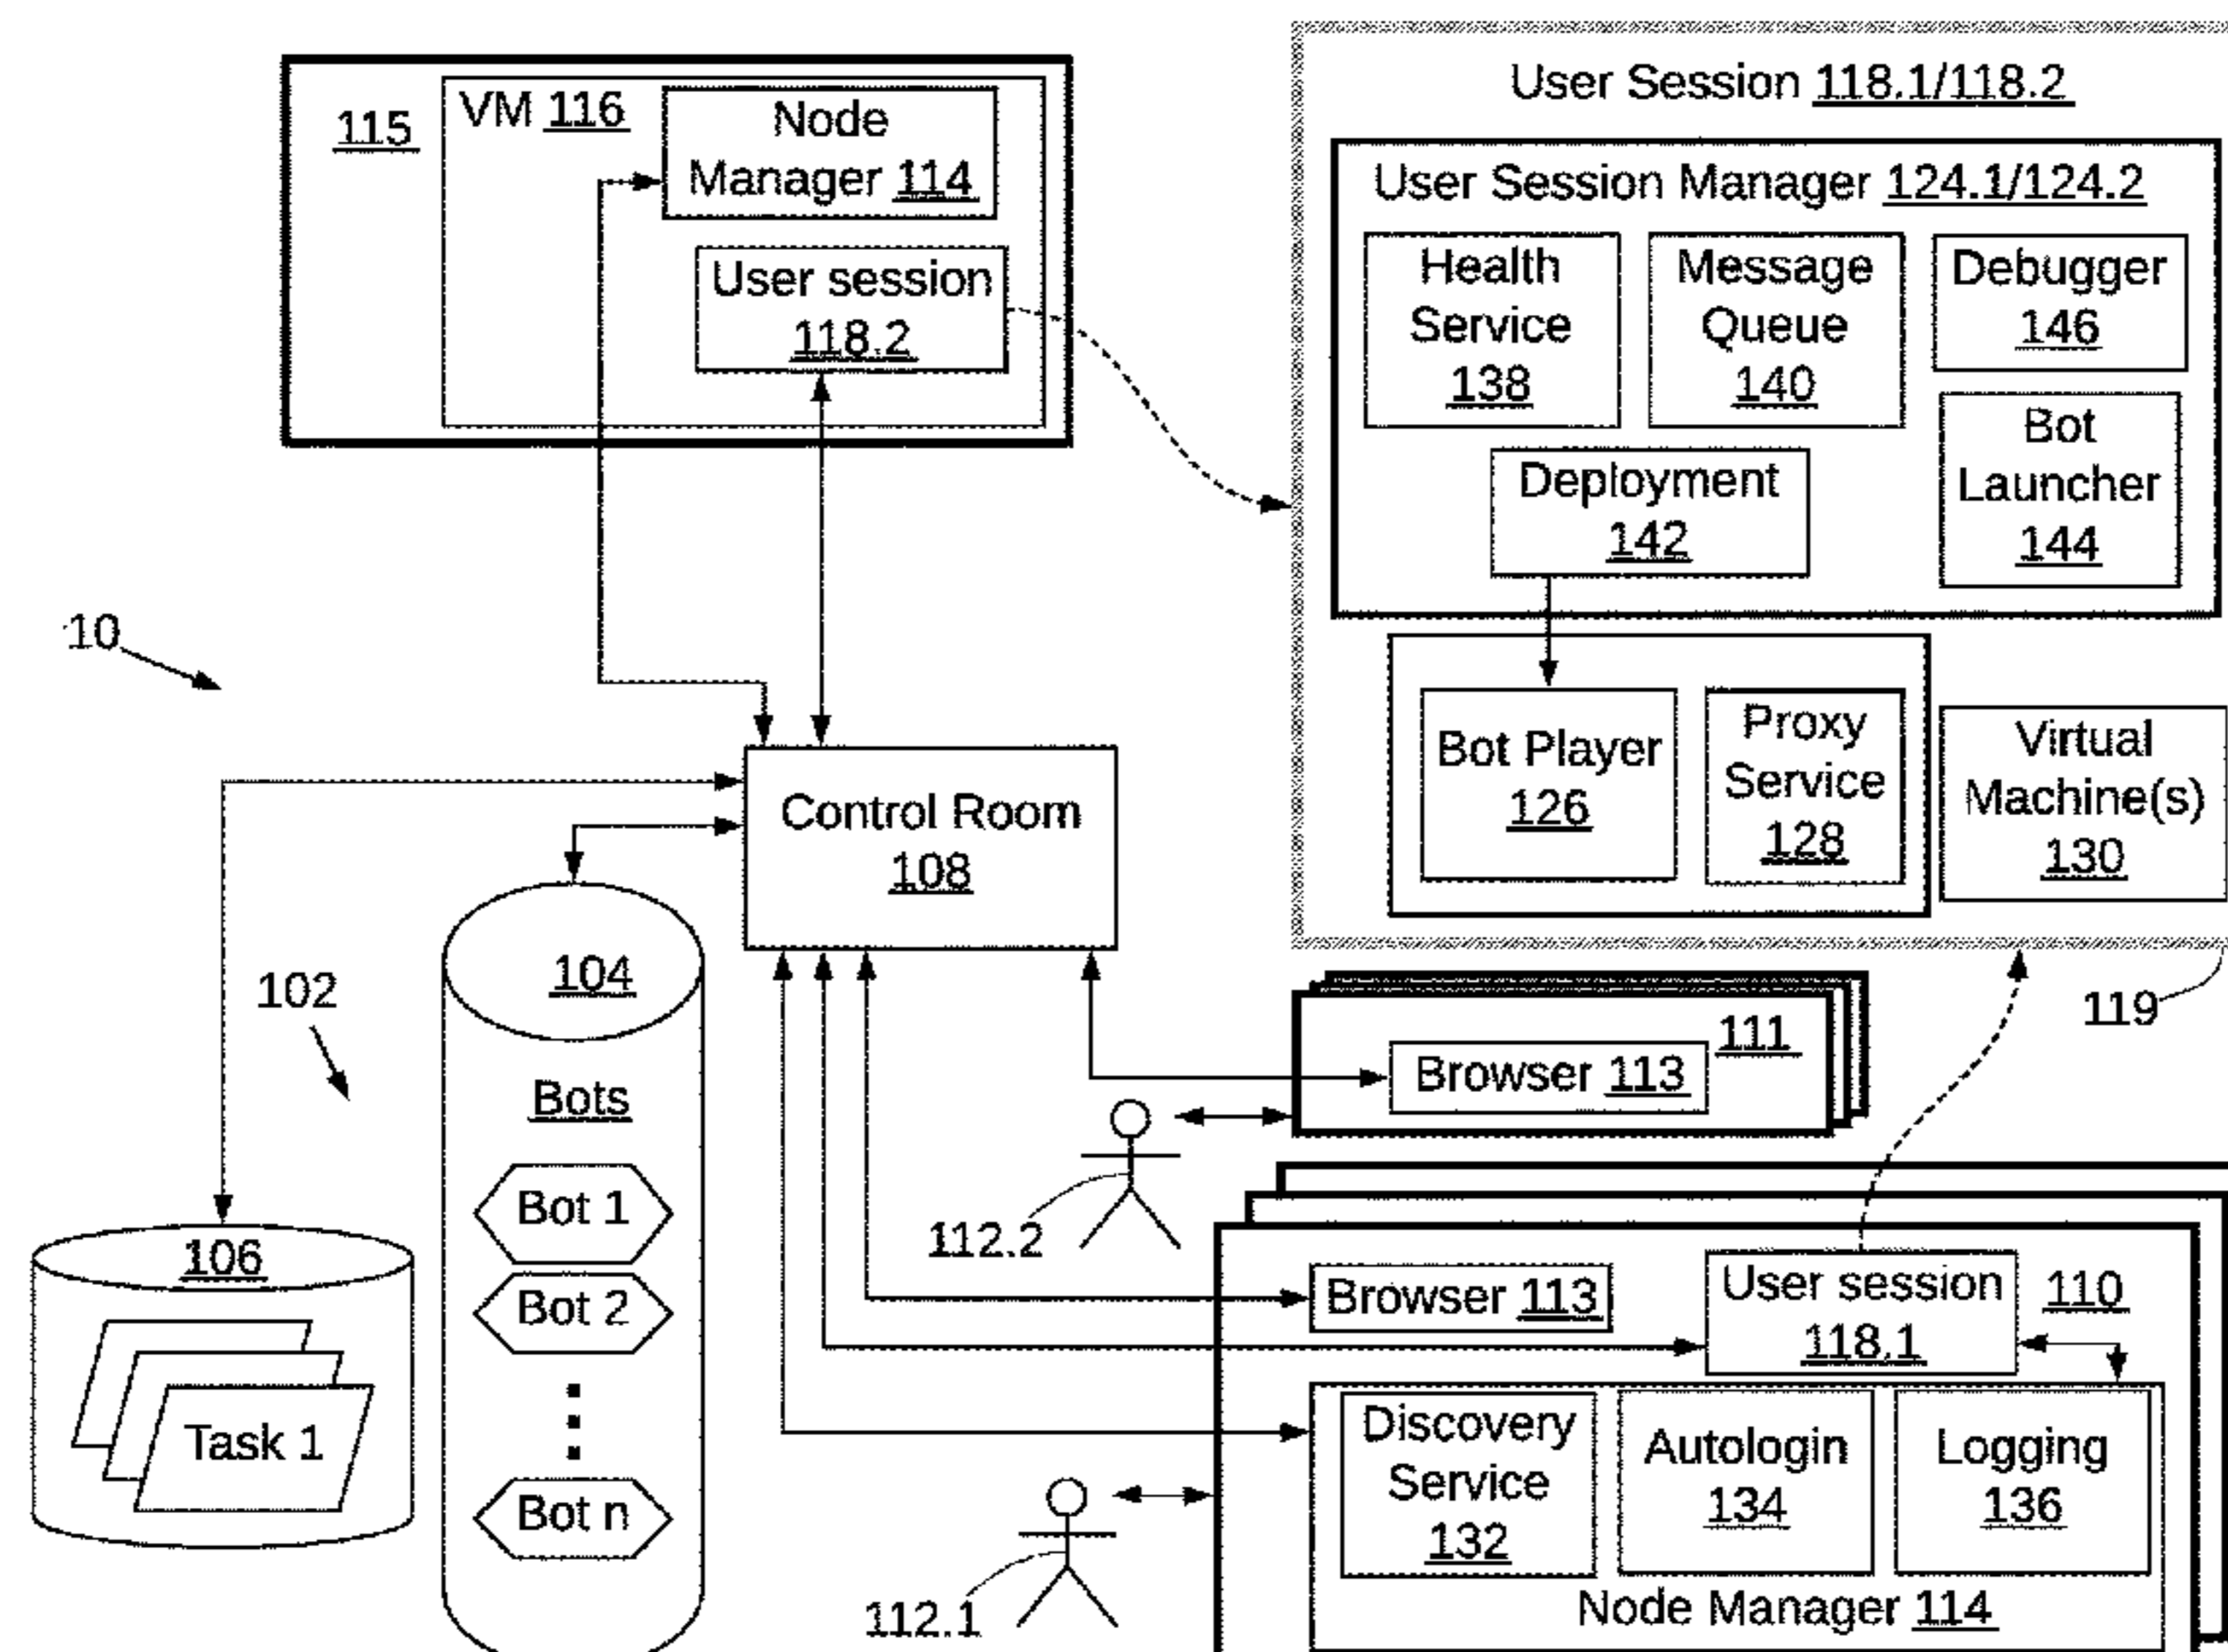 115
VM 116
Node
Manager 114
User session
118.2
User Session 118.1/118.2
User Session Manager 124.1/124.2
Health
Service
138
Message
Queue
140
Debugger
146
Bot
Launcher
144
Deployment
142
Bot Player
126
Proxy
Service
128
Virtual
Machine(s)
130
119
10
Control Room
108
102
104
Bots
Bot 1
Bot 2
Bot n
106
Task 1
111
Browser 113
112.2
Browser 113
User session
118.1
110
Discovery
Service
132
Autologin
134
Logging
136
Node Manager 114
112.1